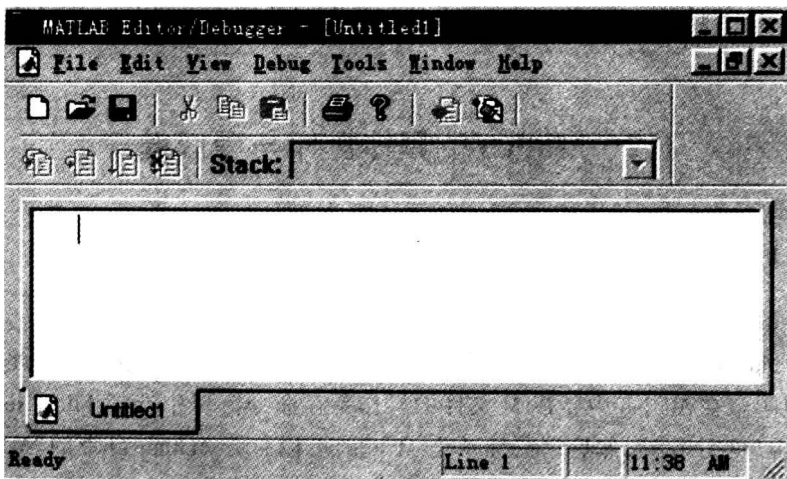 MATLAB Editor/Debugger - [Untitled1]
File Edit View Debug Tools Window Help
Stack:
Untitled1
Ready Line 1 11:38 AM